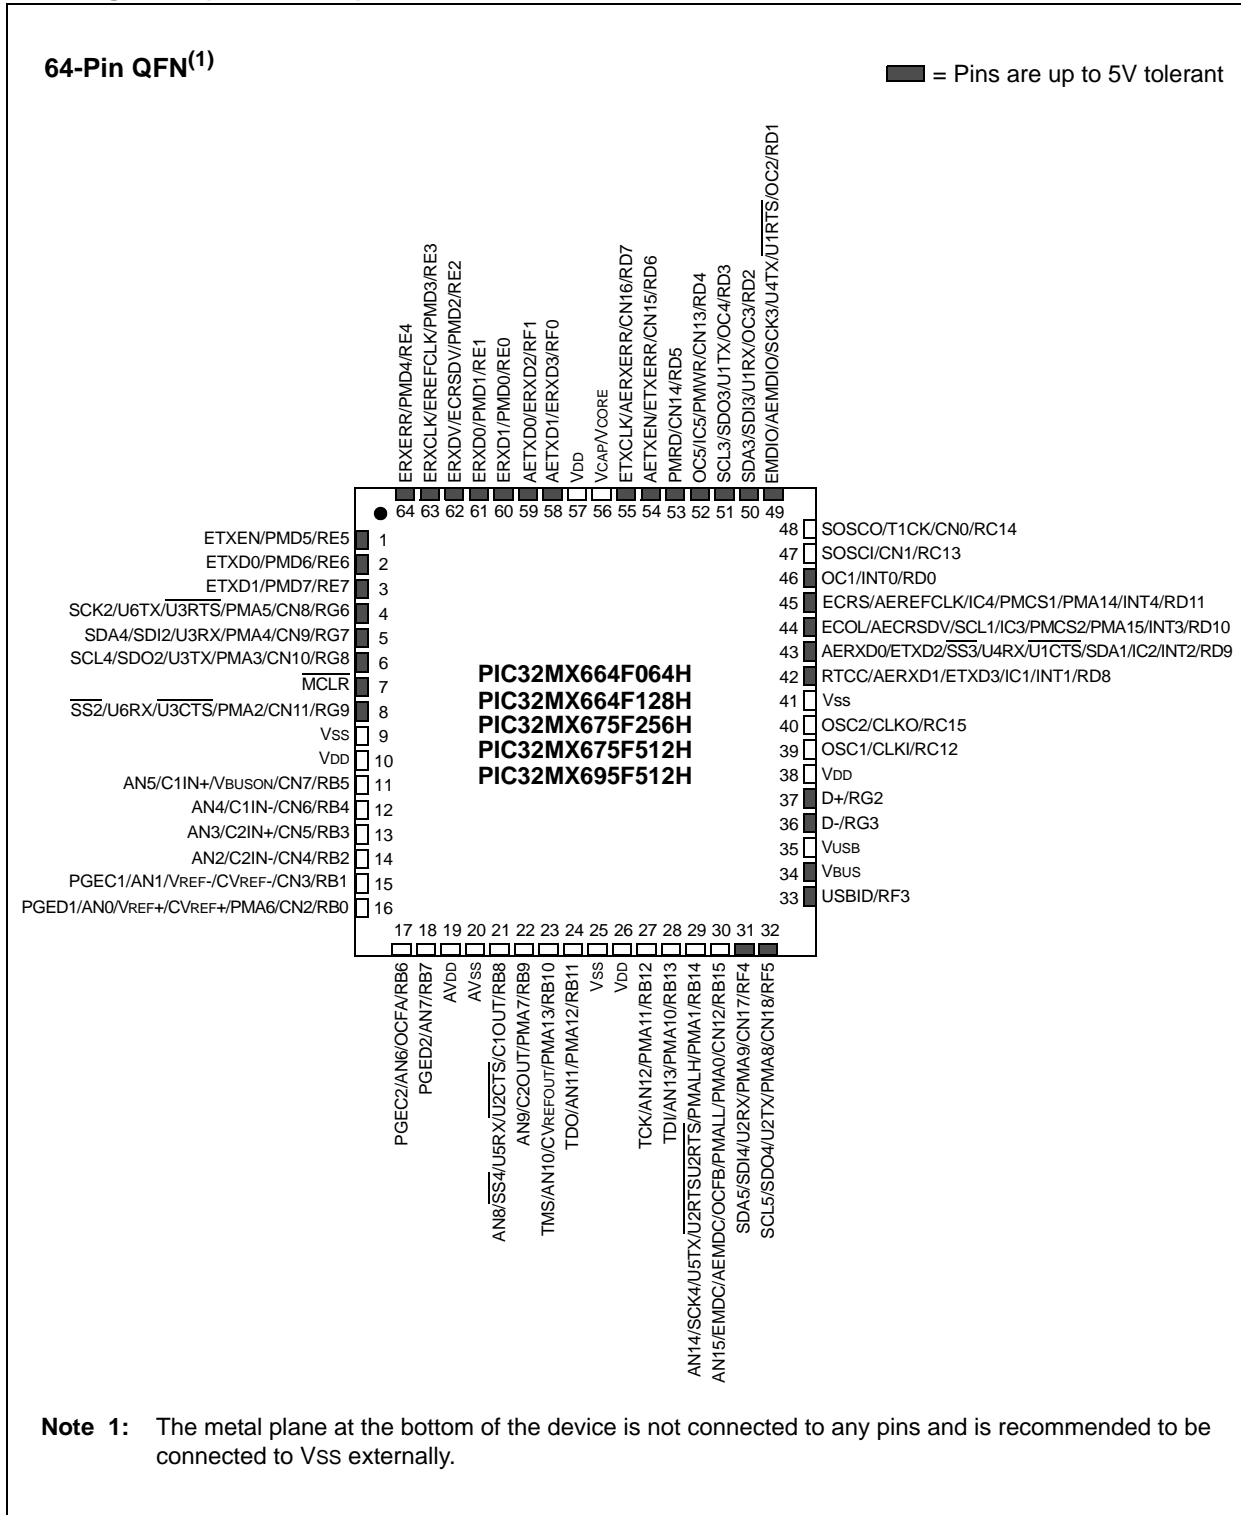 64-Pin QFN(1)
= Pins are up to 5V tolerant
ERXERR/PMD4/RE4
ERXCLK/EREFCLK/PMD3/RE3
ERXDV/ECRSDV/PMD2/RE2
ERXD0/PMD1/RE1
ERXD1/PMD0/RE0
AETXD0/ERXD2/RF1
AETXD1/ERXD3/RF0
VDD
VCAP/VCORE
ETXCLK/AERXERR/CN16/RD7
AETXEN/ETXERR/CN15/RD6
PMRD/CN14/RD5
OC5/IC5/PMWR/CN13/RD4
SCL3/SDO3/U1TX/OC4/RD3
SDA3/SDI3/U1RX/OC3/RD2
EMDIO/AEMDIO/SCK3/U4TX/U1RTS/OC2/RD1
64 63 62 61 60 59 58 57 56 55 54 53 52 51 50 49
ETXEN/PMD5/RE5 1
ETXD0/PMD6/RE6 2
ETXD1/PMD7/RE7 3
SCK2/U6TX/U3RTS/PMA5/CN8/RG6 4
SDA4/SDI2/U3RX/PMA4/CN9/RG7 5
SCL4/SDO2/U3TX/PMA3/CN10/RG8 6
MCLR 7
SS2/U6RX/U3CTS/PMA2/CN11/RG9 8
VSS 9
VDD 10
AN5/C1IN+/VBUSON/CN7/RB5 11
AN4/C1IN-/CN6/RB4 12
AN3/C2IN+/CN5/RB3 13
AN2/C2IN-/CN4/RB2 14
PGEC1/AN1/VREF-/CVREF-/CN3/RB1 15
PGED1/AN0/VREF+/CVREF+/PMA6/CN2/RB0 16
PIC32MX664F064H
PIC32MX664F128H
PIC32MX675F256H
PIC32MX675F512H
PIC32MX695F512H
48 SOSCO/T1CK/CN0/RC14
47 SOSCI/CN1/RC13
46 OC1/INT0/RD0
45 ECRS/AEREFCLK/IC4/PMCS1/PMA14/INT4/RD11
44 ECOL/AECRSDV/SCL1/IC3/PMCS2/PMA15/INT3/RD10
43 AERXD0/ETXD2/SS3/U4RX/U1CTS/SDA1/IC2/INT2/RD9
42 RTCC/AERXD1/ETXD3/IC1/INT1/RD8
41 Vss
40 OSC2/CLKO/RC15
39 OSC1/CLKI/RC12
38 VDD
37 D+/RG2
36 D-/RG3
35 VUSB
34 VBUS
33 USBID/RF3
17 18 19 20 21 22 23 24 25 26 27 28 29 30 31 32
PGEC2/AN6/OCFA/RB6
PGED2/AN7/RB7
AVDD
AVSS
AN8/SS4/U5RX/U2CTS/C1OUT/RB8
AN9/C2OUT/PMA7/RB9
TMS/AN10/CVREFOUT/PMA13/RB10
TDO/AN11/PMA12/RB11
VSS
VDD
TCK/AN12/PMA11/RB12
TDI/AN13/PMA10/RB13
AN14/SCK4/U5TX/U2RTSU2RTS/PMALH/PMA1/RB14
AN15/EMDC/AEMDC/OCFB/PMALL/PMA0/CN12/RB15
SDA5/SDI4/U2RX/PMA9/CN17/RF4
SCL5/SDO4/U2TX/PMA8/CN18/RF5
Note 1: The metal plane at the bottom of the device is not connected to any pins and is recommended to be
connected to VSS externally.